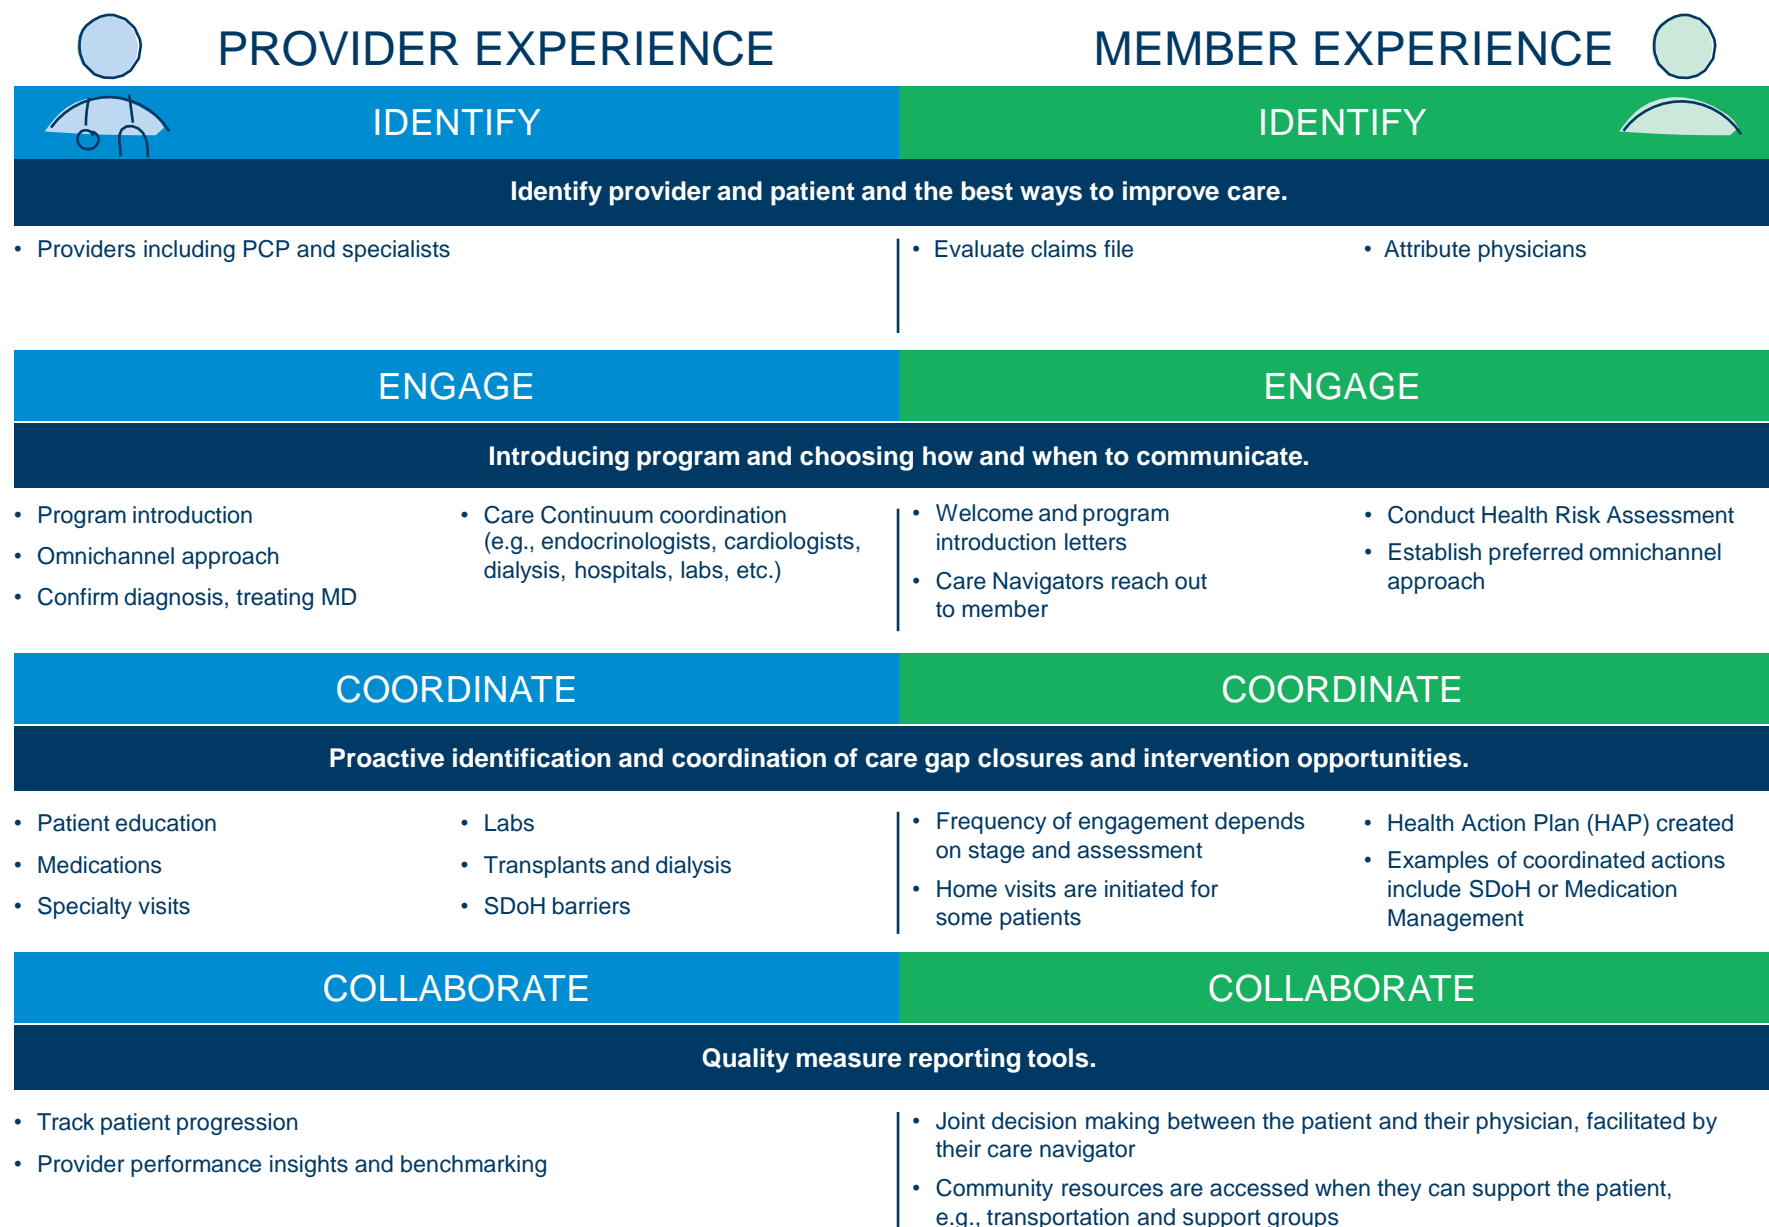 PROVIDER EXPERIENCE
MEMBER EXPERIENCE
IDENTIFY
IDENTIFY
Identify provider and patient and the best ways to improve care.
• Providers including PCP and specialists
• Evaluate claims file
• Attribute physicians
ENGAGE
ENGAGE
Introducing program and choosing how and when to communicate.
• Program introduction
• Omnichannel approach
• Confirm diagnosis, treating MD
• Care Continuum coordination
(e.g., endocrinologists, cardiologists,
dialysis, hospitals, labs, etc.)
• Welcome and program
introduction letters
• Care Navigators reach out
to member
• Conduct Health Risk Assessment
• Establish preferred omnichannel
approach
COORDINATE
COORDINATE
Proactive identification and coordination of care gap closures and intervention opportunities.
• Patient education
• Medications
• Specialty visits
• Labs
• Transplants and dialysis
• SDoH barriers
• Frequency of engagement depends
on stage and assessment
• Home visits are initiated for
some patients
• Health Action Plan (HAP) created
• Examples of coordinated actions
include SDoH or Medication
Management
COLLABORATE
COLLABORATE
Quality measure reporting tools.
• Track patient progression
• Provider performance insights and benchmarking
• Joint decision making between the patient and their physician, facilitated by
their care navigator
• Community resources are accessed when they can support the patient,
e.g., transportation and support groups